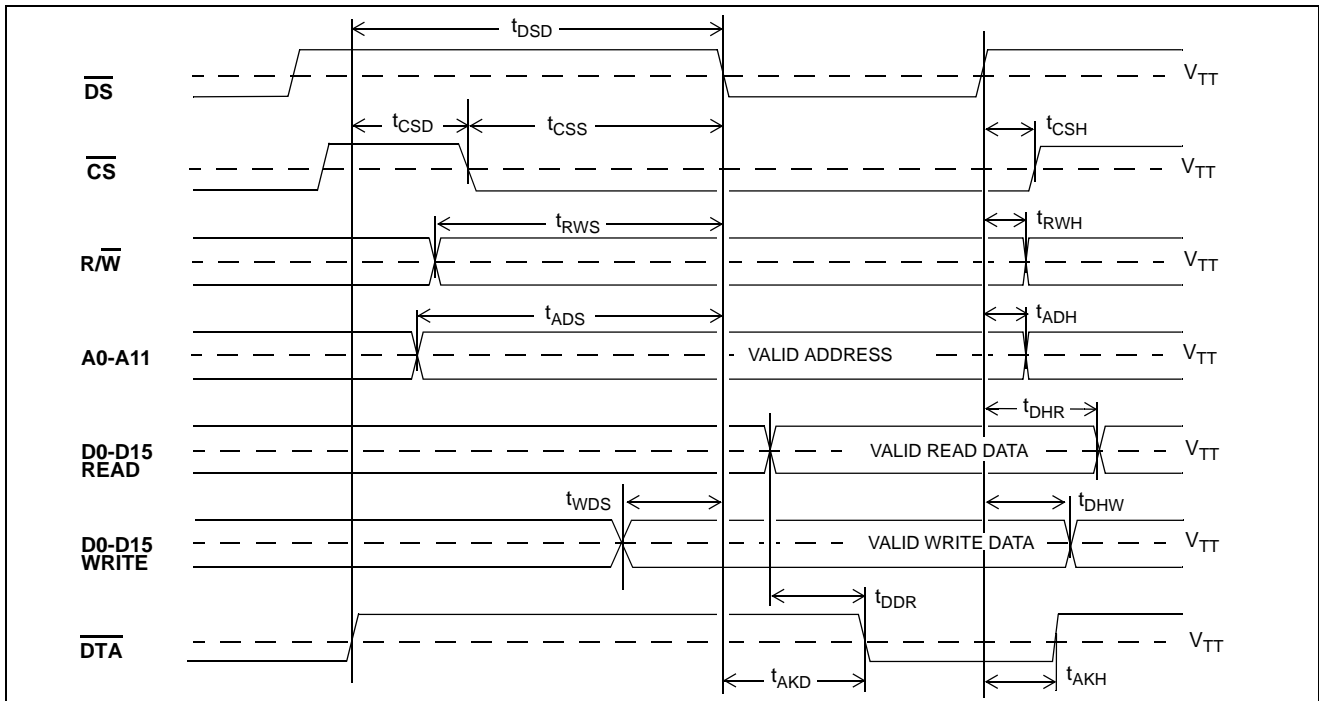 tDSD
DS
VTT
tCSD
tCSS
tCSH
CS
VTT
tRWS
tRWH
R/W
VTT
tADS
tADH
A0-A11
VALID ADDRESS
VTT
tDHR
D0-D15
READ
VALID READ DATA
VTT
tWDS
tDHW
D0-D15
WRITE
VALID WRITE DATA
VTT
tDDR
DTA
VTT
tAKD
tAKH